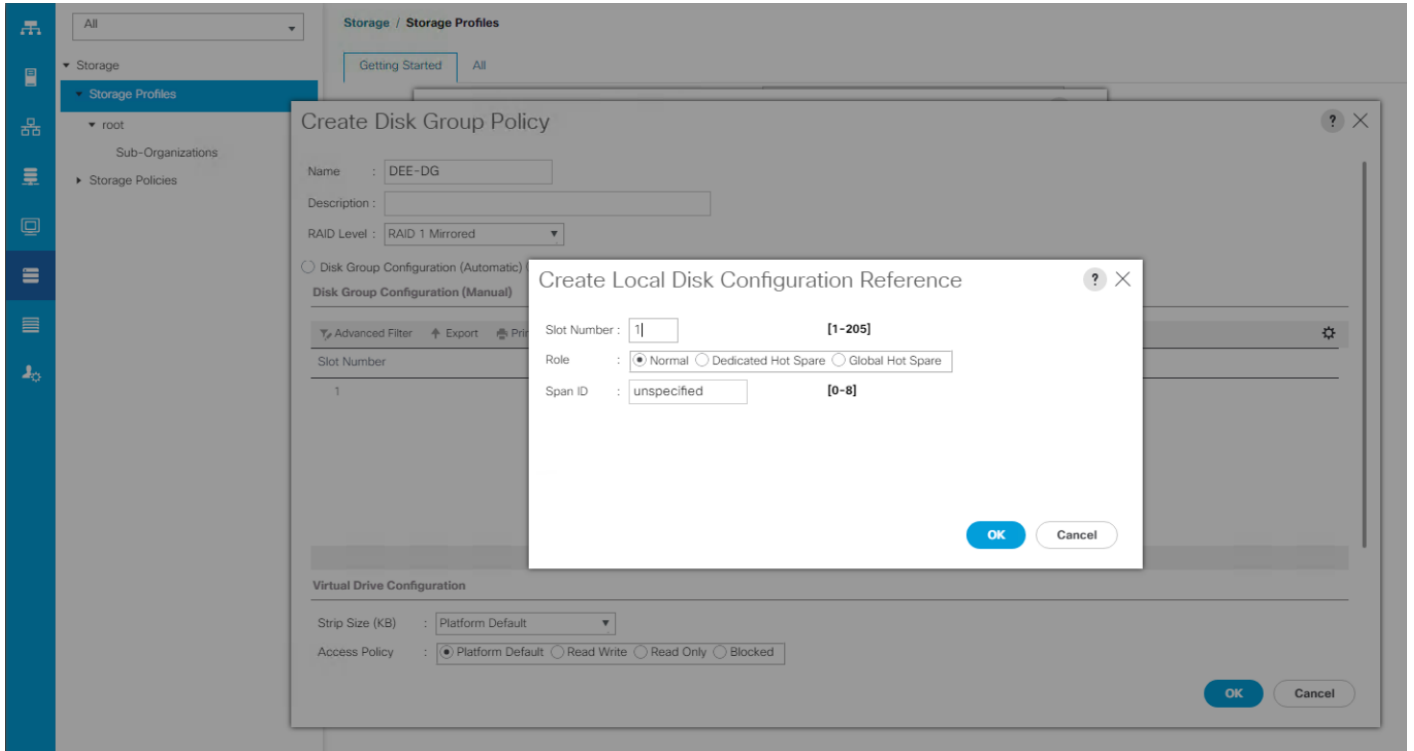 All
Storage / Storage Profiles
Getting Started All
Storage
Storage Profiles
root
Sub-Organizations
Storage Policies
Create Disk Group Policy ?
Name : DEE-DG
Description :
RAID Level : RAID 1 Mirrored
Disk Group Configuration (Automatic)
Disk Group Configuration (Manual)
Advanced Filter Export
Slot Number
1
Create Local Disk Configuration Reference ?
Slot Number : 1 [1-205]
Role : Normal Dedicated Hot Spare Global Hot Spare
Span ID : unspecified [0-8]
OK Cancel
Virtual Drive Configuration
Strip Size (KB) : Platform Default
Access Policy : Platform Default Read Write Read Only Blocked
OK Cancel